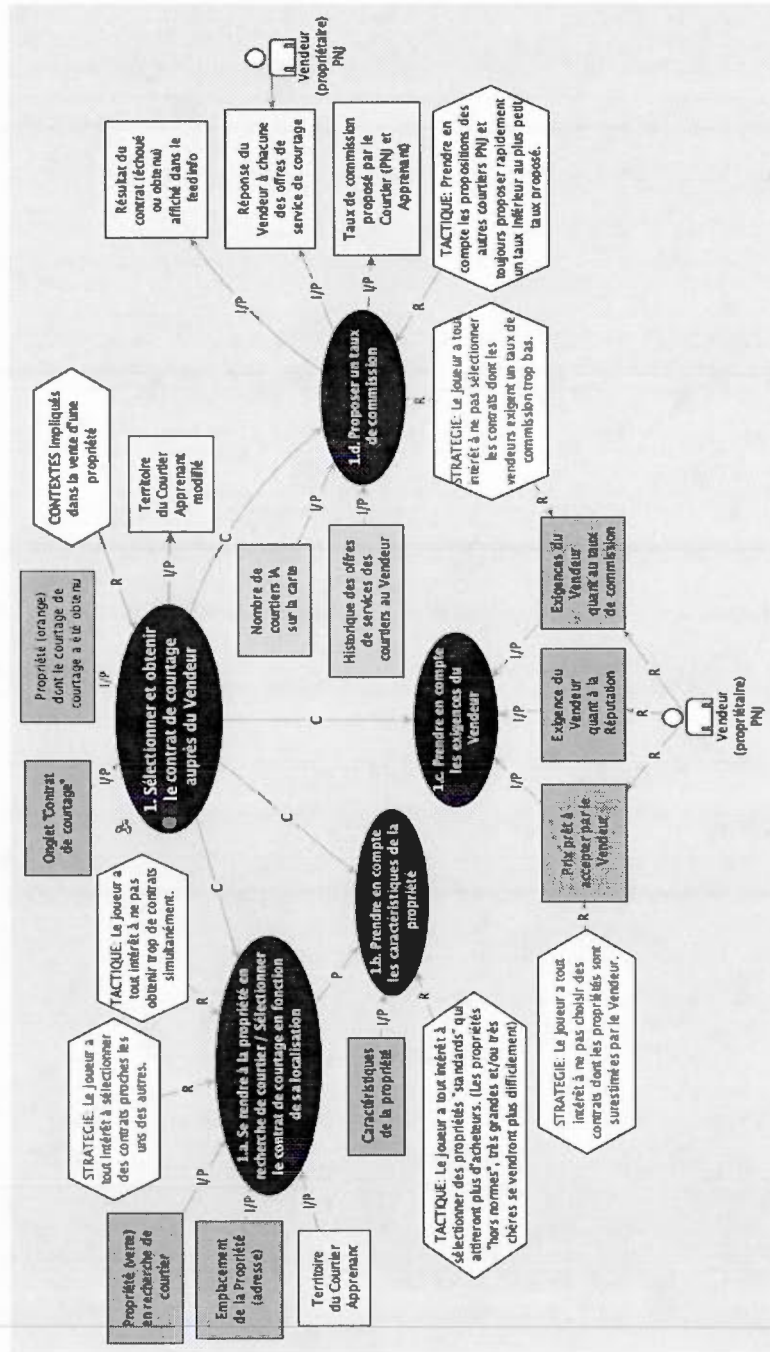 Onglet "Contrat
de courtage"
Propriété (orange)
dont le courtage de
courtage a été obtenu
CONTEXTES impliqués
dans la vente d'une
propriété
Territoire
du Courtier
Apprenant
modifié
I/P
I/P
R
I/P
1. Sélectionner et obtenir
le contrat de courtage
auprès du Vendeur
C
C
C
C
STRATEGIE: Le joueur a
tout intérêt à sélectionner
des contrats proches les
uns des autres.
TACTIQUE: Le joueur a
tout intérêt à ne pas
obtenir trop de contrats
simultanément.
R
R
Propriété (verte)
en recherche de
courtier
I/P
Emplacement
de la Propriété
(adresse)
I/P
Territoire
du Courtier
Apprenanc
I/P
1.a. Se rendre à la propriété en
recherche de courtier / Sélectionner
le contrat de courtage en fonction
de sa localisation
P
Caractéristiques
de la propriété
I/P
1.b. Prendre en compte
les caractéristiques de la
propriété
R
TACTIQUE: Le joueur a tout intérêt à
sélectionner des propriétés "standards" qui
attireront plus d'acheteurs. (Les propriétés
"hors normes", très grandes et/ou très
chères se vendront plus difficilement)
1.c. Prendre en compte
les exigences du
Vendeur
I/P
I/P
I/P
Prix prêt à
accepter par le
Vendeur
Exigence du
Vendeur
quant à la
Réputation
Exigences du
Vendeur
quant au taux
de commission
R
R
R
R
R
Vendeur
(propriétaire)
PNJ
STRATEGIE: Le joueur a tout
intérêt à ne pas choisir des
contrats dont les propriétés sont
surestimées par le Vendeur.
Nombre de
courtiers IA
sur la carte
I/P
Historique des offres
de services des
courtiers au Vendeur
I/P
1.d. Proposer un taux
de commission
I/P
I/P
I/P
Résultat du
contrat (échoué
ou obtenu)
affiché dans le
feed info
Réponse du
Vendeur à chacune
des offres de
service de courtage
Taux de commission
proposé par le
Courtier (PNJ et
Apprenant)
Vendeur
(propriétaire)
PNJ
R
R
STRATEGIE: Le joueur a tout
intérêt à ne pas sélectionner
les contrats dont les
vendeurs exigent un taux de
commission trop bas.
TACTIQUE: Prendre en
compte les propositions des
autres courtiers PNJ et
toujours proposer rapidement
un taux inférieur au plus petit
taux proposé.